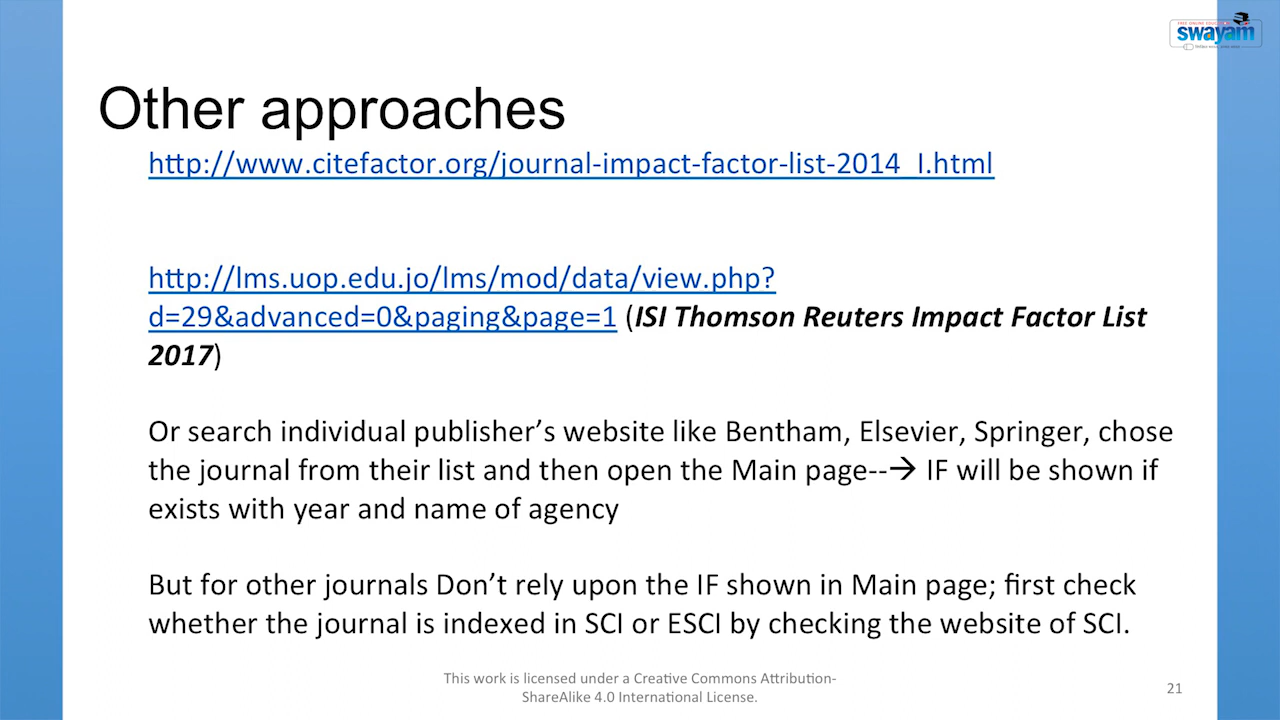 FREE ONLINE EDUCATION
swayam
Other approaches
http://www.citefactor.org/journal-impact-factor-list-2014_I.html
http://lms.uop.edu.jo/lms/mod/data/view.php?
d=29&advanced=0&paging&page=1 (ISI Thomson Reuters Impact Factor List
2017)
Or search individual publisher’s website like Bentham, Elsevier, Springer, chose
the journal from their list and then open the Main page--→ IF will be shown if
exists with year and name of agency
But for other journals Don’t rely upon the IF shown in Main page; first check
whether the journal is indexed in SCI or ESCI by checking the website of SCI.
This work is licensed under a Creative Commons Attribution-
ShareAlike 4.0 International License.
21